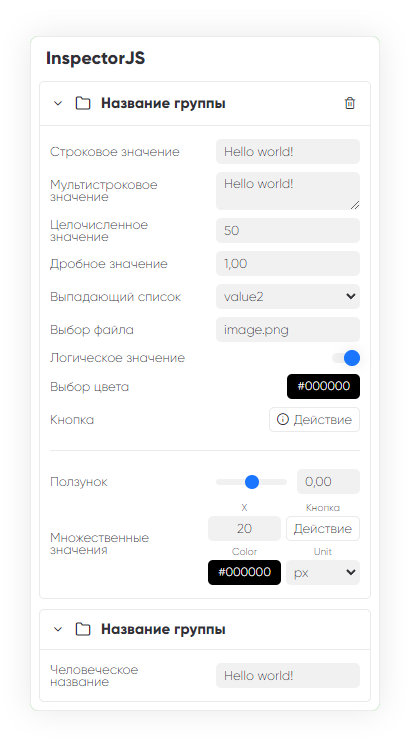 InspectorJS
Название группы
Строковое значение
Hello world!
Мультистроковое
значение
Hello world!
Целочисленное
значение
50
Дробное значение
1,00
Выпадающий список
value2
Выбор файла
image.png
Логическое значение
Выбор цвета
#000000
Кнопка
Действие
Ползунок
0,00
Множественные
значения
X
Кнопка
20
Действие
Color
Unit
#000000
px
Название группы
Человеческое
название
Hello world!